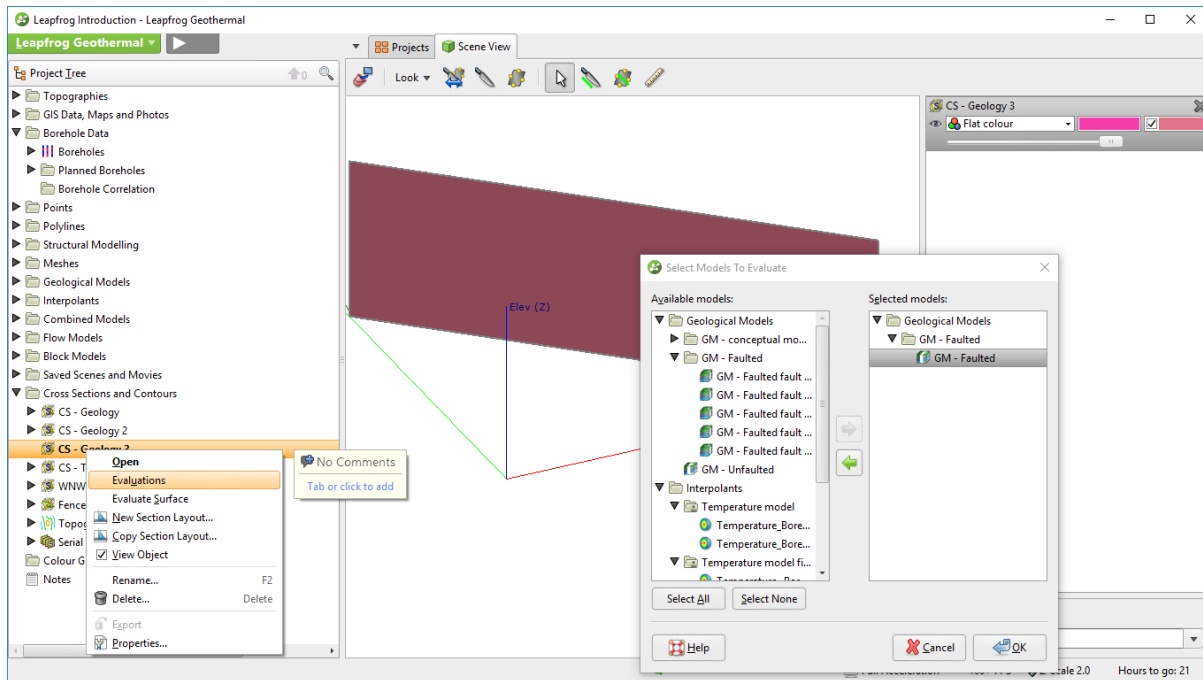 Leapfrog Introduction - Leapfrog Geothermal
Leapfrog Geothermal
Projects
Scene View
Project Tree
0
Look
Topographies
GIS Data, Maps and Photos
Borehole Data
Boreholes
Planned Boreholes
Borehole Correlation
Points
Polylines
Structural Modelling
Meshes
Geological Models
Interpolants
Combined Models
Flow Models
Block Models
Saved Scenes and Movies
Cross Sections and Contours
CS - Geology
CS - Geology 2
CS - Geology 3
CS - T
WNW
Fence
Topog
Serial
Colour G
Notes
Open
Evaluations
Evaluate Surface
New Section Layout...
Copy Section Layout...
View Object
Rename... F2
Delete... Delete
Export
Properties...
No Comments
Tab or click to add
Elev (Z)
CS - Geology 3
Flat colour
Select Models To Evaluate
Available models:
Geological Models
GM - conceptual mo...
GM - Faulted
GM - Faulted fault ...
GM - Faulted fault ...
GM - Faulted fault ...
GM - Faulted fault ...
GM - Faulted fault ...
GM - Unfaulted
Interpolants
Temperature model
Temperature_Bore...
Temperature_Bore...
Temperature model fi...
Selected models:
Geological Models
GM - Faulted
GM - Faulted
Select All
Select None
Help
Cancel
OK
Scale 2.0
Hours to go: 21